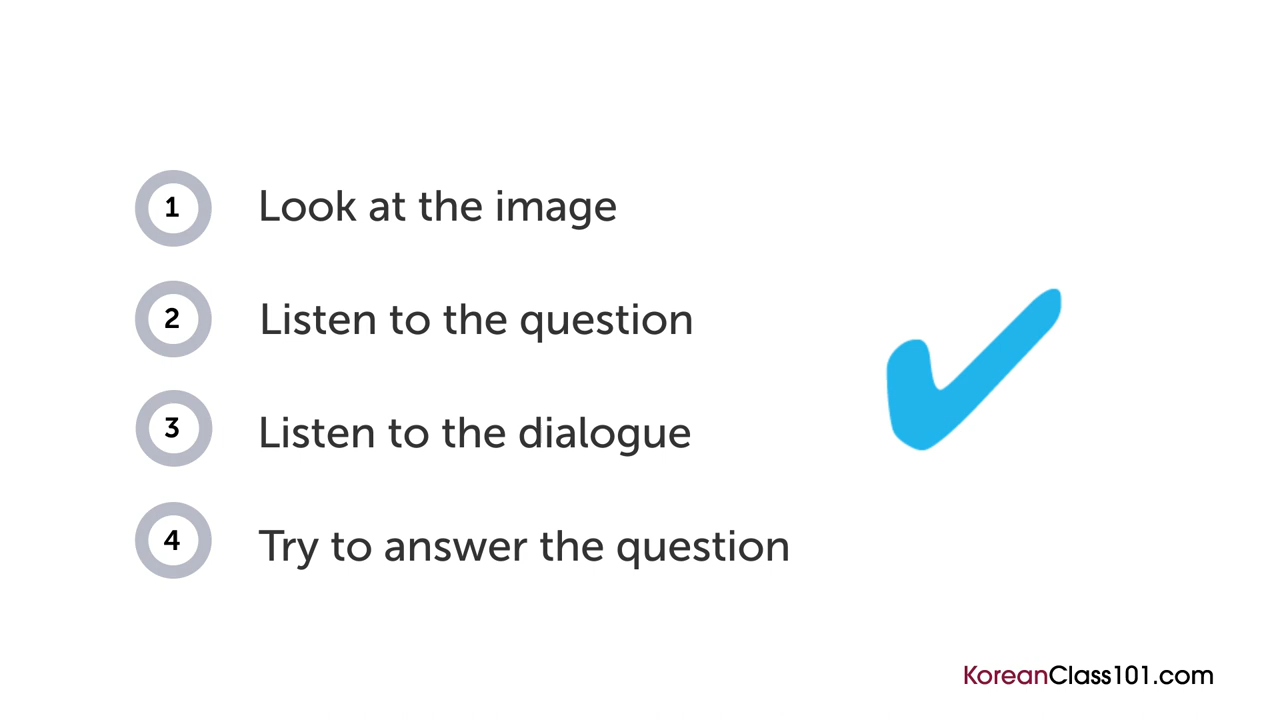 1 Look at the image
2 Listen to the question
3 Listen to the dialogue
4 Try to answer the question
KoreanClass101.com